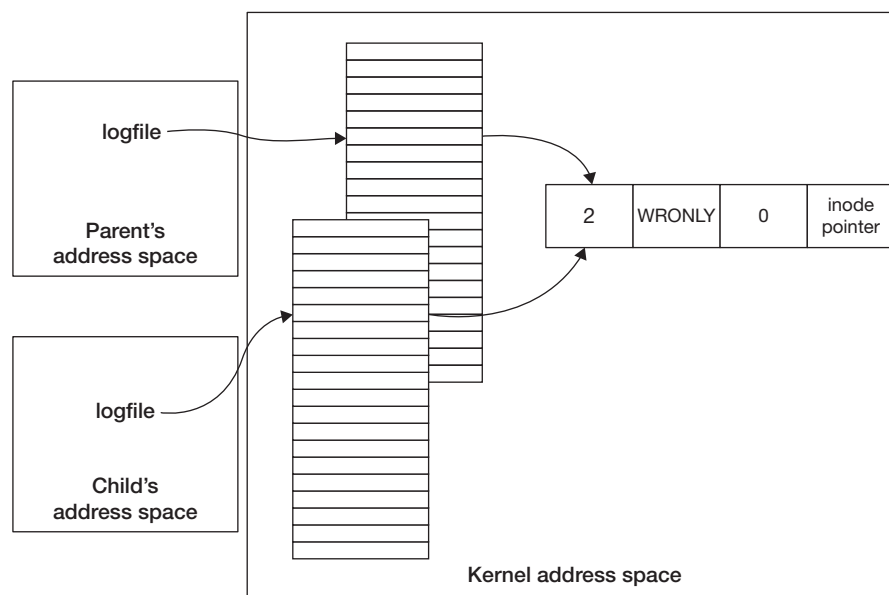 logfile
Parent's
address space
logfile
Child's
address space
2
WRONLY
0
inode
pointer
Kernel address space